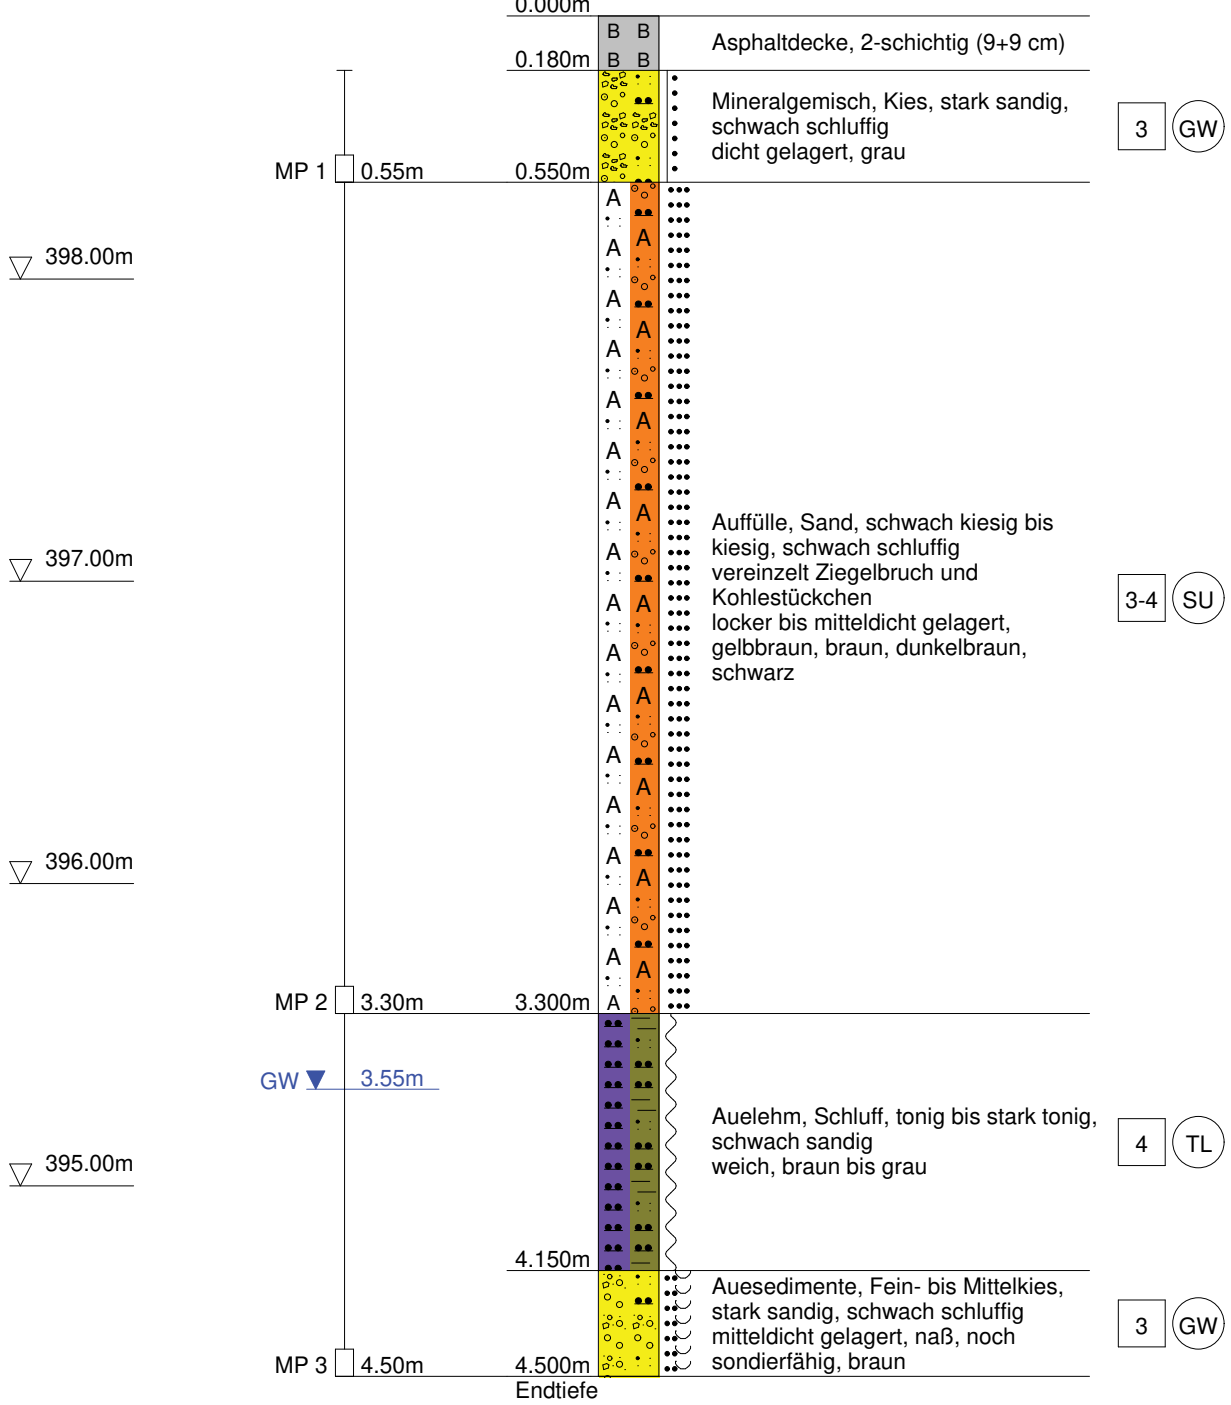 0.000m
B B
Asphaltdecke, 2-schichtig (9+9 cm)
0.180m
B B
Mineralgemisch, Kies, stark sandig,
schwach schluffig
dicht gelagert, grau
3 GW
MP 1 0.55m 0.550m
A
A
398.00m
A
A
A
A
A
A
A
A
A
A
397.00m
A
A
Auffülle, Sand, schwach kiesig bis
kiesig, schwach schluffig
vereinzelt Ziegelbruch und
Kohlestückchen
locker bis mitteldicht gelagert,
gelbbraun, braun, dunkelbraun,
schwarz
3-4 SU
A A
A
A
A
A
A
A
396.00m
A
A
A
A
A
MP 2 3.30m 3.300m
A
GW 3.55m
Auelehm, Schluff, tonig bis stark tonig,
schwach sandig
weich, braun bis grau
4 TL
395.00m
4.150m
Auesedimente, Fein- bis Mittelkies,
stark sandig, schwach schluffig
mitteldicht gelagert, naß, noch
sondierfähig, braun
3 GW
MP 3 4.50m 4.500m
Endtiefe